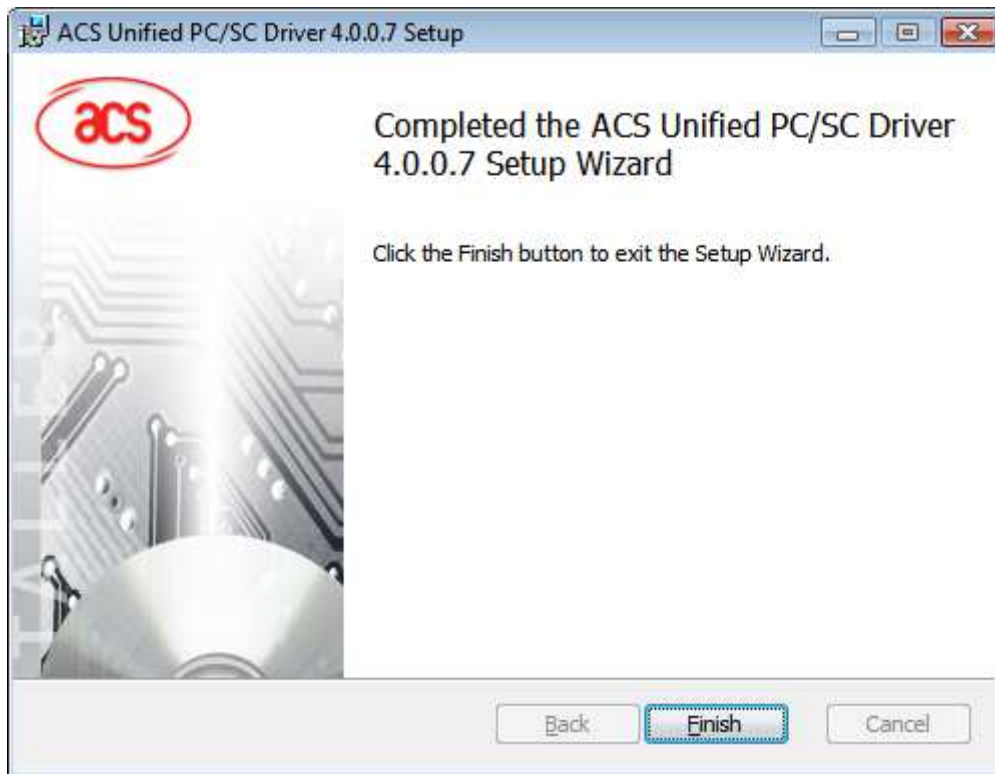 ACS Unified PC/SC Driver 4.0.0.7 Setup
acs
Completed the ACS Unified PC/SC Driver
4.0.0.7 Setup Wizard
Click the Finish button to exit the Setup Wizard.
Back
Finish
Cancel